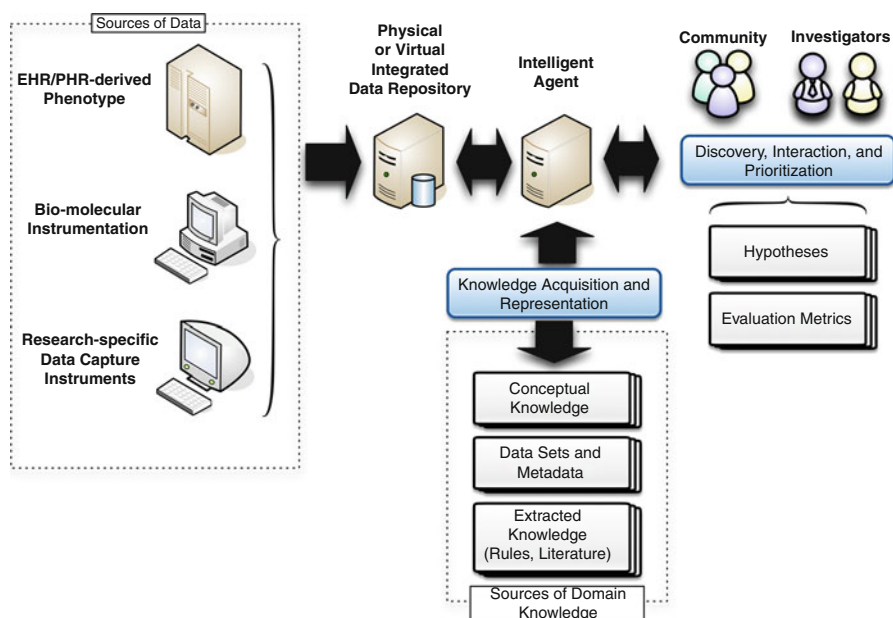 Sources of Data
EHR/PHR-derived
Phenotype
Bio-molecular
Instrumentation
Research-specific
Data Capture
Instruments
Physical
or Virtual
Integrated
Data Repository
Intelligent
Agent
Community
Investigators
Discovery, Interaction, and
Prioritization
Hypotheses
Evaluation Metrics
Knowledge Acquisition and
Representation
Conceptual
Knowledge
Data Sets and
Metadata
Extracted
Knowledge
(Rules, Literature)
Sources of Domain
Knowledge